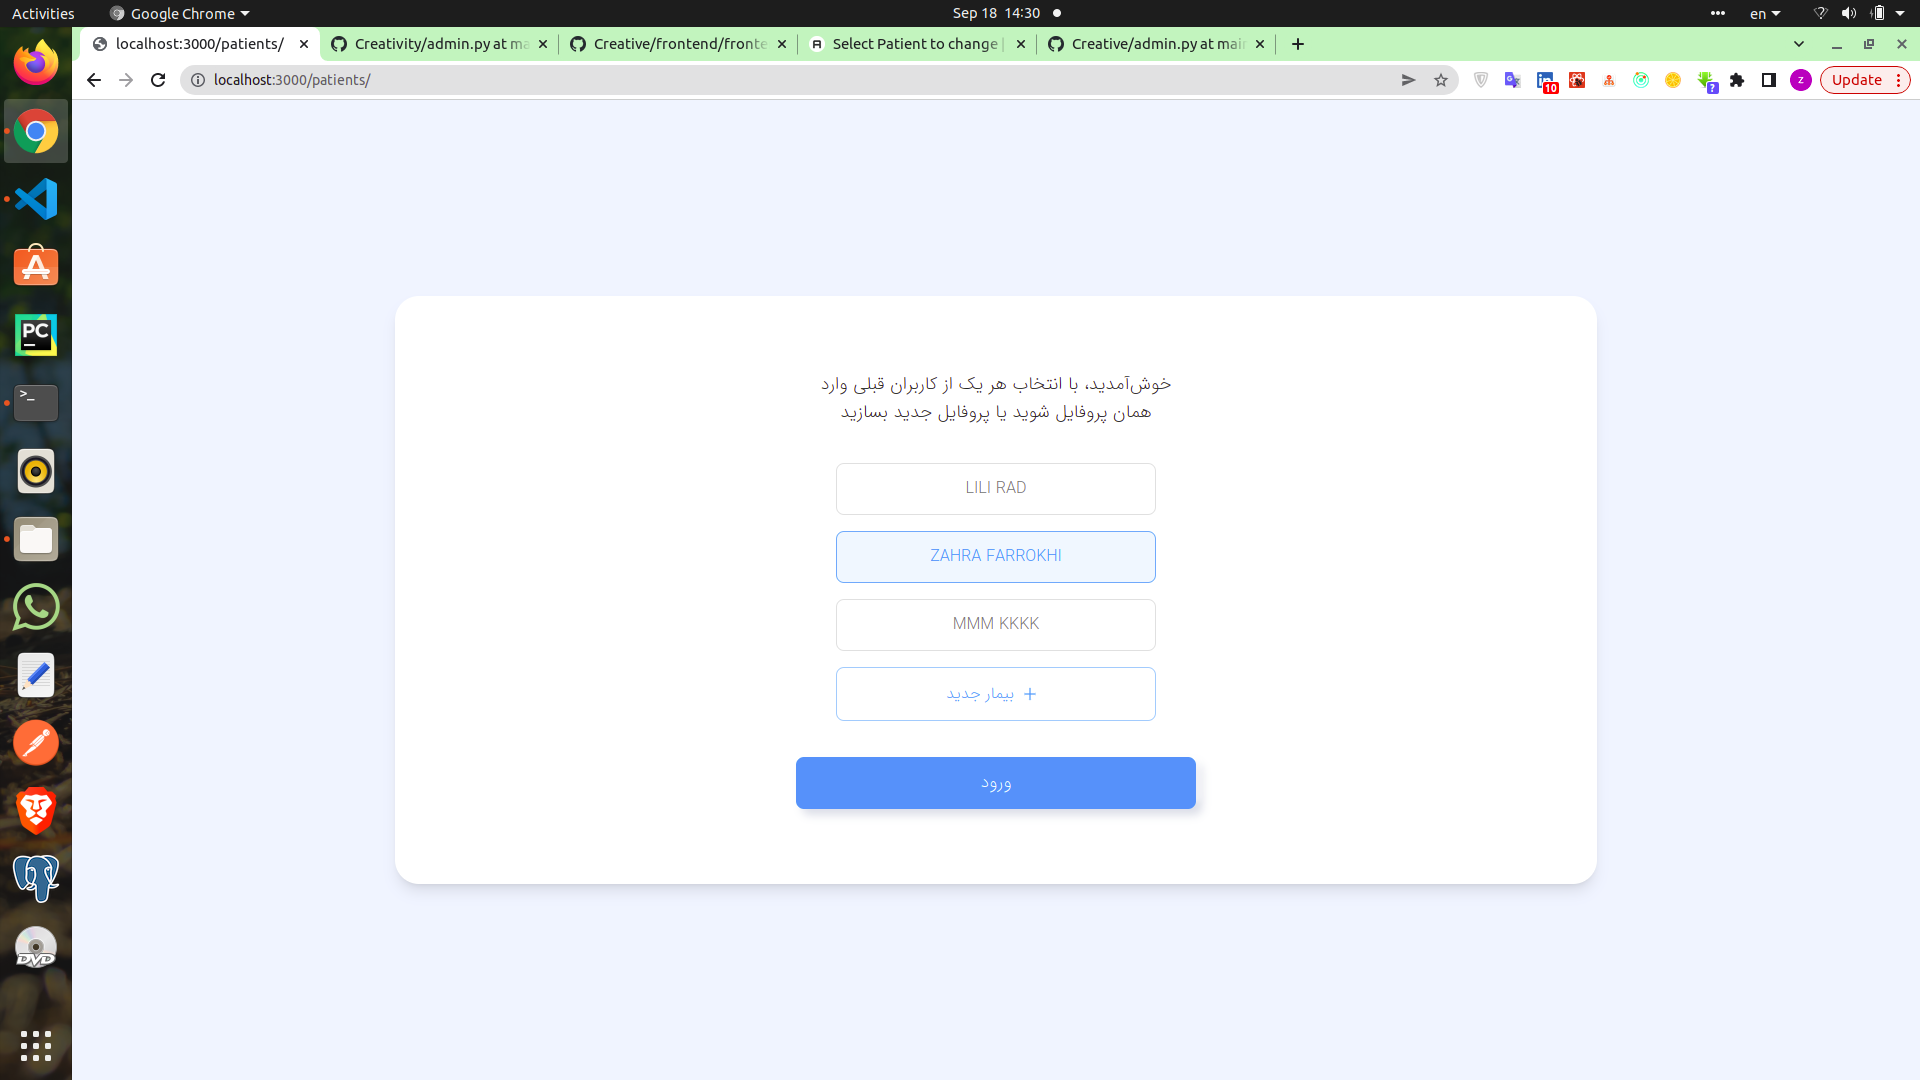 Activities
Google Chrome
Sep 18 14:30
en
localhost:3000/patients/
Creativity/admin.py at ma
Creative/frontend/fronte
Select Patient to change |
Creative/admin.py at main
localhost:3000/patients/
10
?
z
Update
PC
>_
خوش‌آمدید، با انتخاب هر یک از کاربران قبلی وارد
همان پروفایل شوید یا پروفایل جدید بسازید
LILI RAD
ZAHRA FARROKHI
MMM KKKK
+ بیمار جدید
ورود
DVD